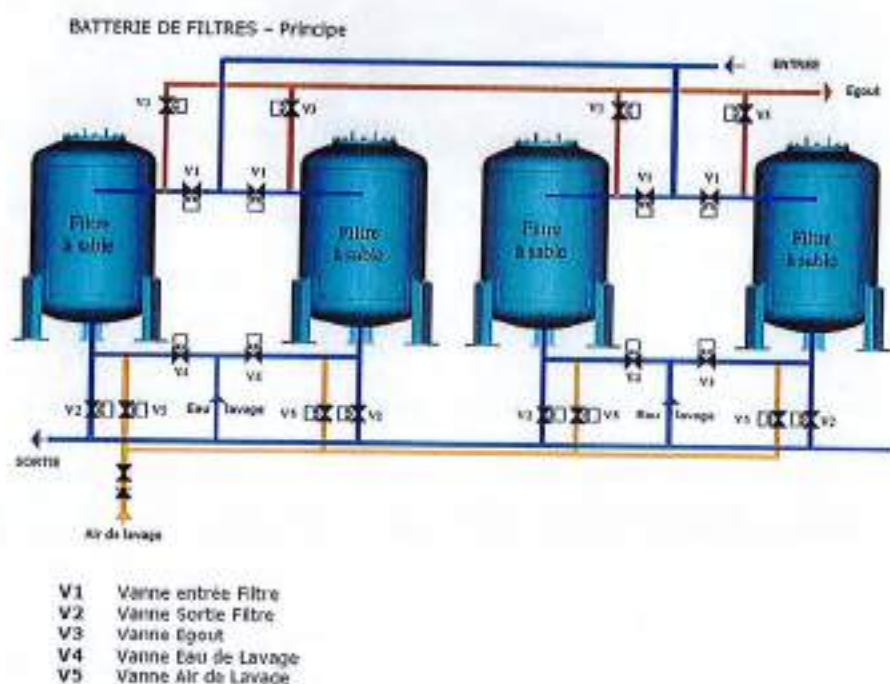 BATTERIE DE FILTRES – Principe
ENTREE
Egout
V3
V3
V3
V3
V1
V1
V1
V1
Filtre
à sable
Filtre
à sable
Filtre
à sable
Filtre
à sable
V4
V4
V3
V2
Eau lavage
V5
V2
V2
V5
Eau lavage
V5
V2
SORTIE
Air de lavage
V1 Vanne entrée Filtre
V2 Vanne Sortie Filtre
V3 Vanne Egout
V4 Vanne Eau de Lavage
V5 Vanne Air de Lavage